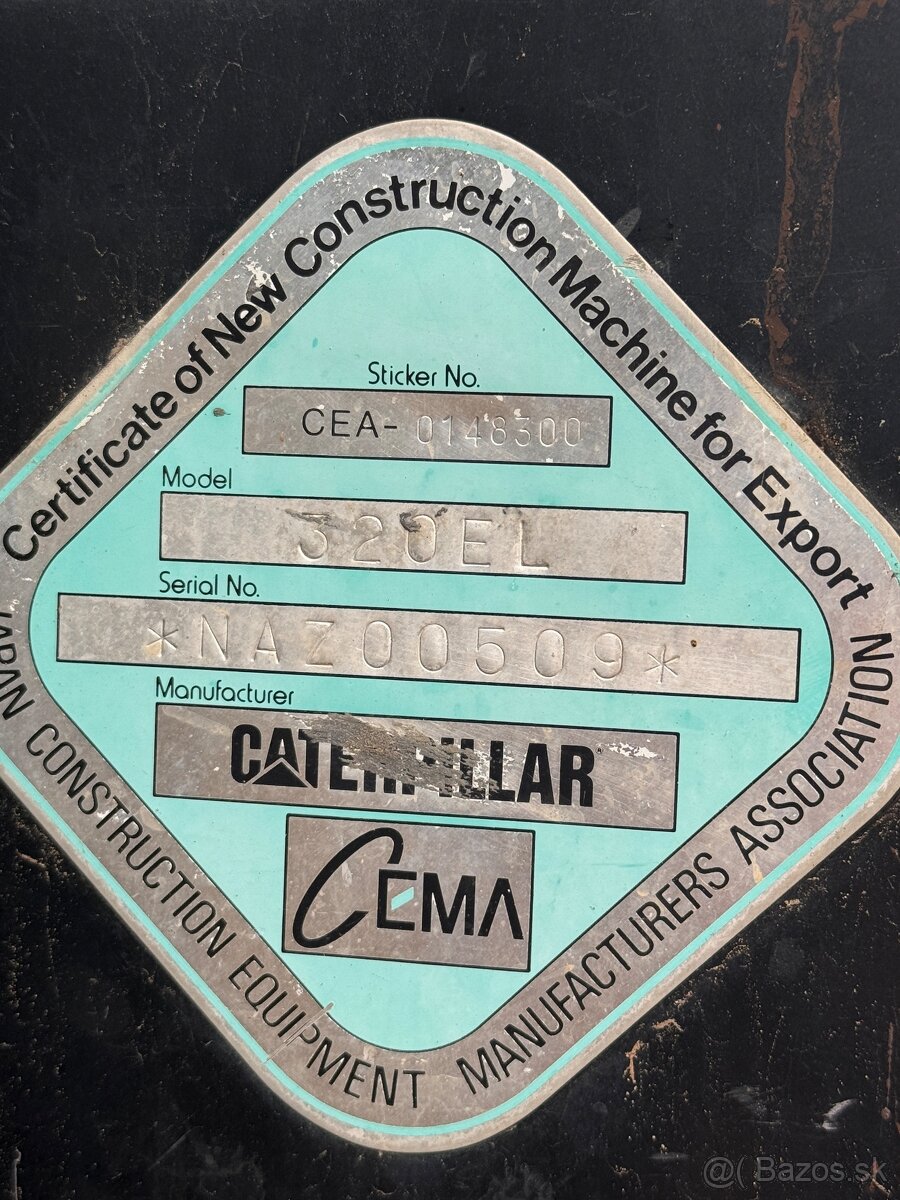 Certificate of New Construction Machine for Export
Sticker No.
CEA- 0148300
Model
320EL
Serial No.
*NAZ00509*
Manufacturer
CATERPILLAR
CEMA
JAPAN CONSTRUCTION EQUIPMENT MANUFACTURERS ASSOCIATION
@( Bazos.sk